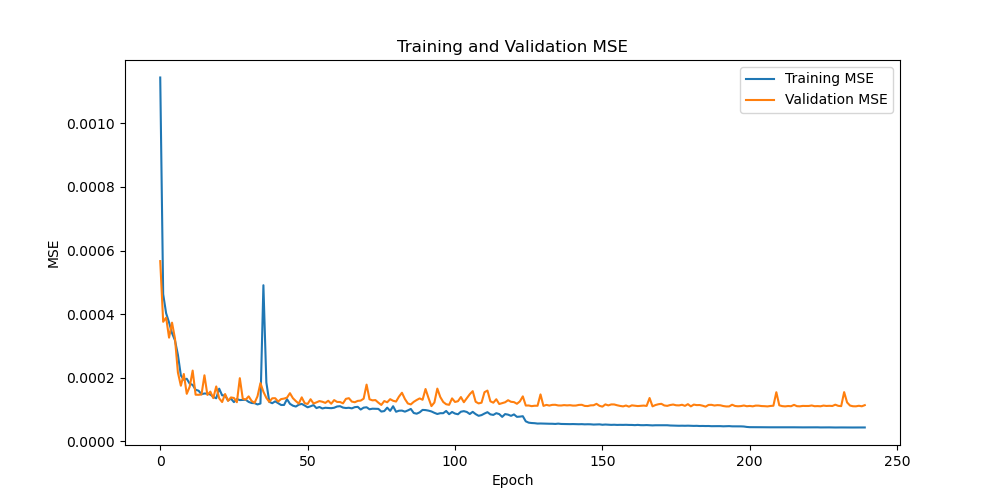 Training and Validation MSE
Training MSE
Validation MSE
0.0010
0.0008
0.0006
0.0004
0.0002
0.0000
MSE
0
50
100
150
200
250
Epoch